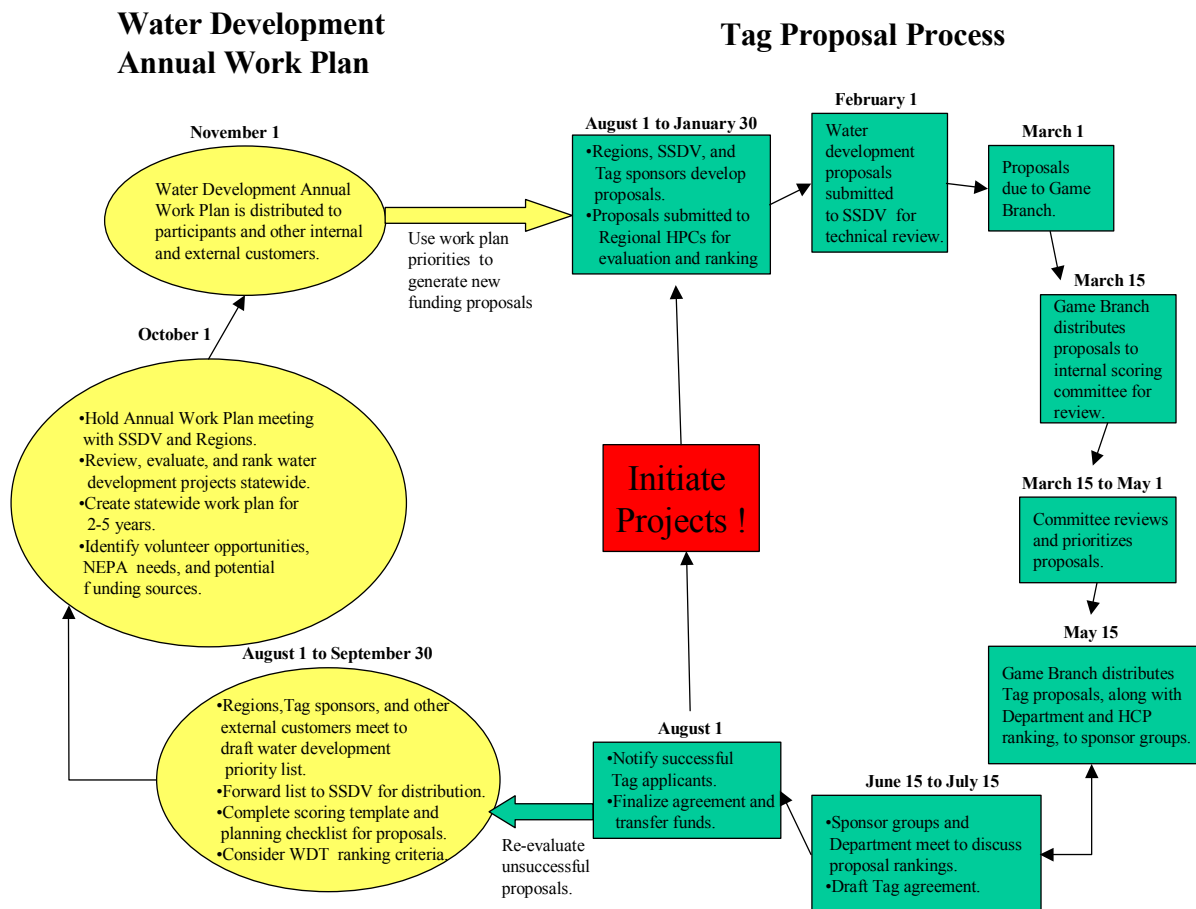 Water Development
Annual Work Plan
Tag Proposal Process
November 1
Water Development Annual
Work Plan is distributed to
participants and other internal
and external customers.
Use work plan
priorities to
generate new
funding proposals
August 1 to January 30
•Regions, SSDV, and
Tag sponsors develop
proposals.
•Proposals submitted to
Regional HPCs for
evaluation and ranking
February 1
Water
development
proposals
submitted
to SSDV for
technical review.
March 1
Proposals
due to Game
Branch.
March 15
Game Branch
distributes
proposals to
internal scoring
committee for
review.
March 15 to May 1
Committee reviews
and prioritizes
proposals.
May 15
Game Branch distributes
Tag proposals, along with
Department and HCP
ranking, to sponsor groups.
June 15 to July 15
•Sponsor groups and
Department meet to discuss
proposal rankings.
•Draft Tag agreement.
August 1
•Notify successful
Tag applicants.
•Finalize agreement and
transfer funds.
Initiate
Projects !
Re-evaluate
unsuccessful
proposals.
August 1 to September 30
•Regions,Tag sponsors, and other
external customers meet to
draft water development
priority list.
•Forward list to SSDV for distribution.
•Complete scoring template and
planning checklist for proposals.
•Consider WDT ranking criteria.
October 1
•Hold Annual Work Plan meeting
with SSDV and Regions.
•Review, evaluate, and rank water
development projects statewide.
•Create statewide work plan for
2-5 years.
•Identify volunteer opportunities,
NEPA needs, and potential
funding sources.